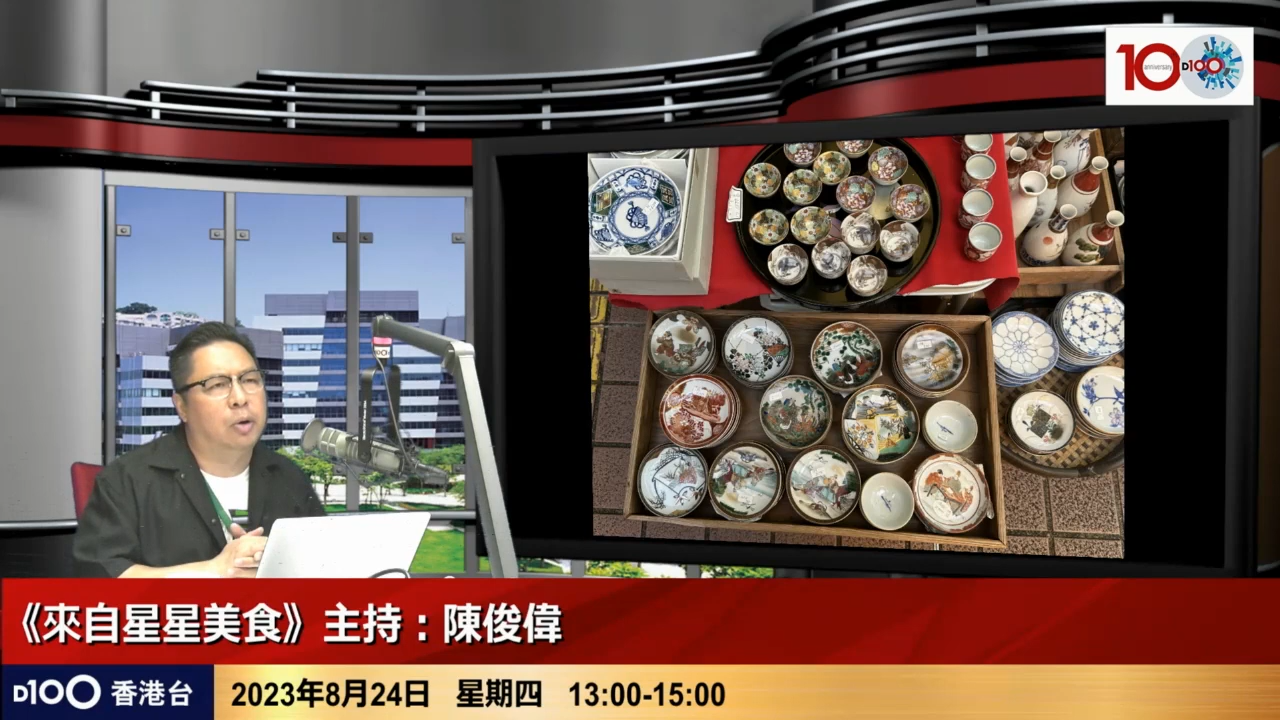 10
anniversary
D100
《來自星星美食》 主持：陳俊偉
D100 香港台
2023年8月24日 星期四 13:00-15:00